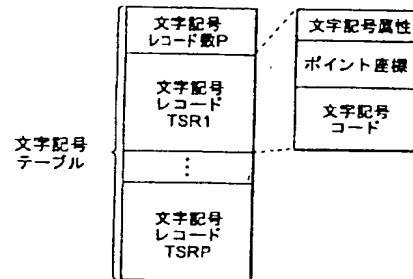 文字記号
テーブル
文字記号
レコード数P
文字記号
レコード
TSR1
⋮
文字記号
レコード
TSRP
文字記号属性
ポイント座標
文字記号
コード